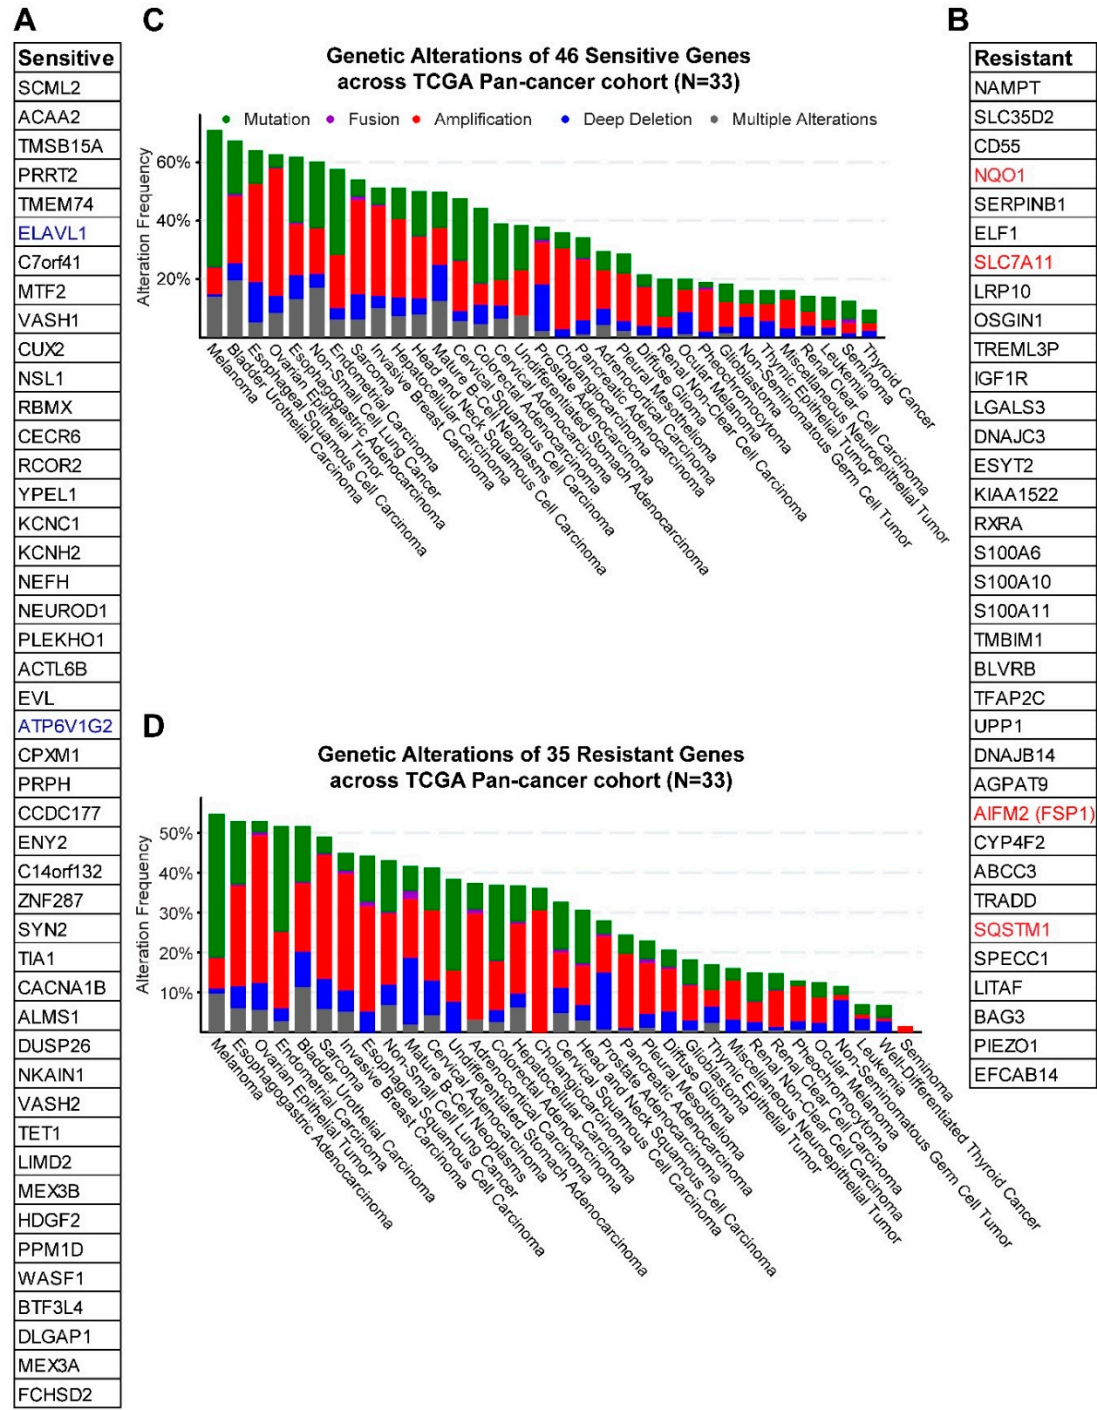 A
Sensitive
SCML2
ACAA2
TMSB15A
PRRT2
TMEM74
ELAVL1
C7orf41
MTF2
VASH1
CUX2
NSL1
RBMX
CECR6
RCOR2
YPEL1
KCNC1
KCNH2
NEFH
NEUROD1
PLEKHO1
ACTL6B
EVL
ATP6V1G2
CPXM1
PRPH
CCDC177
ENY2
C14orf132
ZNF287
SYN2
TIA1
CACNA1B
ALMS1
DUSP26
NKAIN1
VASH2
TET1
LIMD2
MEX3B
HDGF2
PPM1D
WASF1
BTF3L4
DLGAP1
MEX3A
FCHSD2
C
Genetic Alterations of 46 Sensitive Genes
across TCGA Pan-cancer cohort (N=33)
Mutation
Fusion
Amplification
Deep Deletion
Multiple Alterations
Alteration Frequency
60%
40%
20%
Melanoma
Bladder Urothelial Carcinoma
Esophageal Squamous Cell Carcinoma
Ovarian Epithelial Tumor
Esophagogastric Adenocarcinoma
Non-Small Cell Lung Cancer
Endometrial Carcinoma
Sarcoma
Invasive Breast Carcinoma
Hepatocellular Carcinoma
Head and Neck Squamous Cell Carcinoma
Mature B-Cell Neoplasms
Cervical Squamous Cell Carcinoma
Colorectal Adenocarcinoma
Cervical Adenocarcinoma
Undifferentiated Stomach Adenocarcinoma
Prostate Adenocarcinoma
Cholangiocarcinoma
Pancreatic Adenocarcinoma
Adrenocortical Carcinoma
Pleural Mesothelioma
Diffuse Glioma
Renal Non-Clear Cell Carcinoma
Ocular Melanoma
Pheochromocytoma
Glioblastoma
Non-Seminomatous Germ Cell Tumor
Thymic Epithelial Tumor
Miscellaneous Neuroepithelial Tumor
Renal Clear Cell Carcinoma
Leukemia
Seminoma
Thyroid Cancer
D
Genetic Alterations of 35 Resistant Genes
across TCGA Pan-cancer cohort (N=33)
Alteration Frequency
50%
40%
30%
20%
10%
Melanoma
Esophagogastric Adenocarcinoma
Ovarian Epithelial Tumor
Endometrial Carcinoma
Bladder Urothelial Carcinoma
Sarcoma
Invasive Breast Carcinoma
Esophageal Squamous Cell Carcinoma
Non-Small Cell Lung Cancer
Mature B-Cell Neoplasms
Cervical Adenocarcinoma
Undifferentiated Stomach Adenocarcinoma
Adrenocortical Carcinoma
Colorectal Adenocarcinoma
Hepatocellular Carcinoma
Cholangiocarcinoma
Cervical Squamous Cell Carcinoma
Head and Neck Squamous Cell Carcinoma
Prostate Adenocarcinoma
Pancreatic Adenocarcinoma
Pleural Mesothelioma
Diffuse Glioma
Glioblastoma
Thymic Epithelial Tumor
Miscellaneous Neuroepithelial Tumor
Renal Non-Clear Cell Carcinoma
Renal Clear Cell Carcinoma
Pheochromocytoma
Ocular Melanoma
Non-Seminomatous Germ Cell Tumor
Leukemia
Well-Differentiated Thyroid Cancer
Seminoma
B
Resistant
NAMPT
SLC35D2
CD55
NQO1
SERPINB1
ELF1
SLC7A11
LRP10
OSGIN1
TREML3P
IGF1R
LGALS3
DNAJC3
ESYT2
KIAA1522
RXRA
S100A6
S100A10
S100A11
TMBIM1
BLVRB
TFAP2C
UPP1
DNAJB14
AGPAT9
AIFM2 (FSP1)
CYP4F2
ABCC3
TRADD
SQSTM1
SPECC1
LITAF
BAG3
PIEZO1
EFCAB14